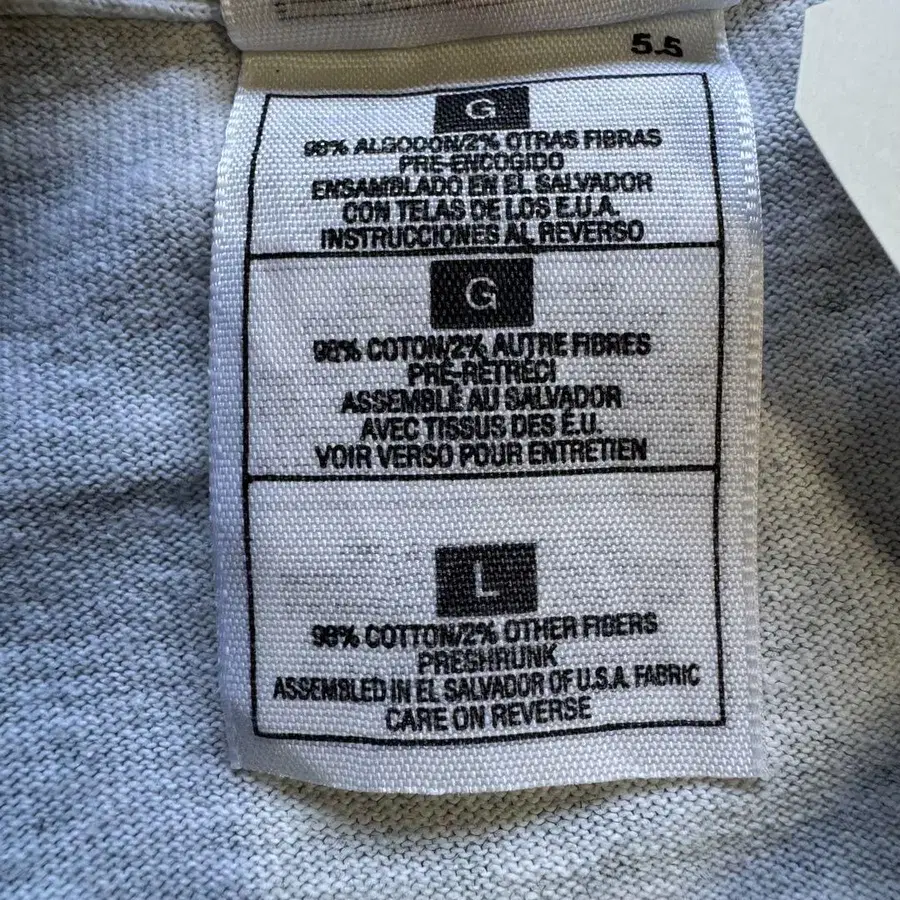 5.5
G
98% ALGODON/2% OTRAS FIBRAS
PRE-ENCOGIDO
ENSAMBLADO EN EL SALVADOR
CON TELAS DE LOS E.U.A.
INSTRUCCIONES AL REVERSO
G
98% COTON/2% AUTRE FIBRES
PRÉ-RETRECI
ASSEMBLÉ AU SALVADOR
AVEC TISSUS DES É.U.
VOIR VERSO POUR ENTRETIEN
L
98% COTTON/2% OTHER FIBERS
PRESHRUNK
ASSEMBLED IN EL SALVADOR OF U.S.A. FABRIC
CARE ON REVERSE